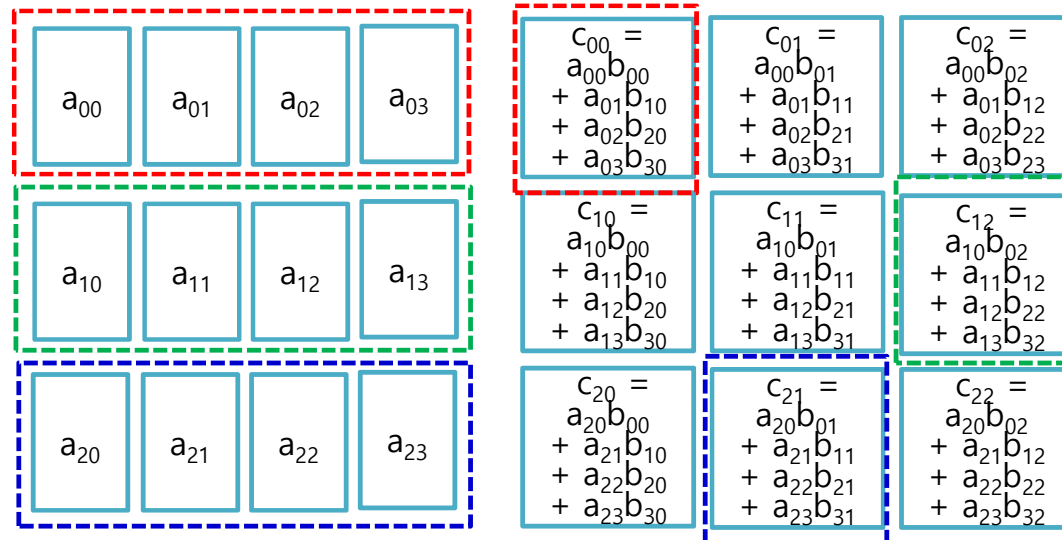 a₀₀ a₀₁ a₀₂ a₀₃
a₁₀ a₁₁ a₁₂ a₁₃
a₂₀ a₂₁ a₂₂ a₂₃
c₀₀ =
a₀₀b₀₀
+ a₀₁b₁₀
+ a₀₂b₂₀
+ a₀₃b₃₀
c₀₁ =
a₀₀b₀₁
+ a₀₁b₁₁
+ a₀₂b₂₁
+ a₀₃b₃₁
c₀₂ =
a₀₀b₀₂
+ a₀₁b₁₂
+ a₀₂b₂₂
+ a₀₃b₂₃
c₁₀ =
a₁₀b₀₀
+ a₁₁b₁₀
+ a₁₂b₂₀
+ a₁₃b₃₀
c₁₁ =
a₁₀b₀₁
+ a₁₁b₁₁
+ a₁₂b₂₁
+ a₁₃b₃₁
c₁₂ =
a₁₀b₀₂
+ a₁₁b₁₂
+ a₁₂b₂₂
+ a₁₃b₃₂
c₂₀ =
a₂₀b₀₀
+ a₂₁b₁₀
+ a₂₂b₂₀
+ a₂₃b₃₀
c₂₁ =
a₂₀b₀₁
+ a₂₁b₁₁
+ a₂₂b₂₁
+ a₂₃b₃₁
c₂₂ =
a₂₀b₀₂
+ a₂₁b₁₂
+ a₂₂b₂₂
+ a₂₃b₃₂